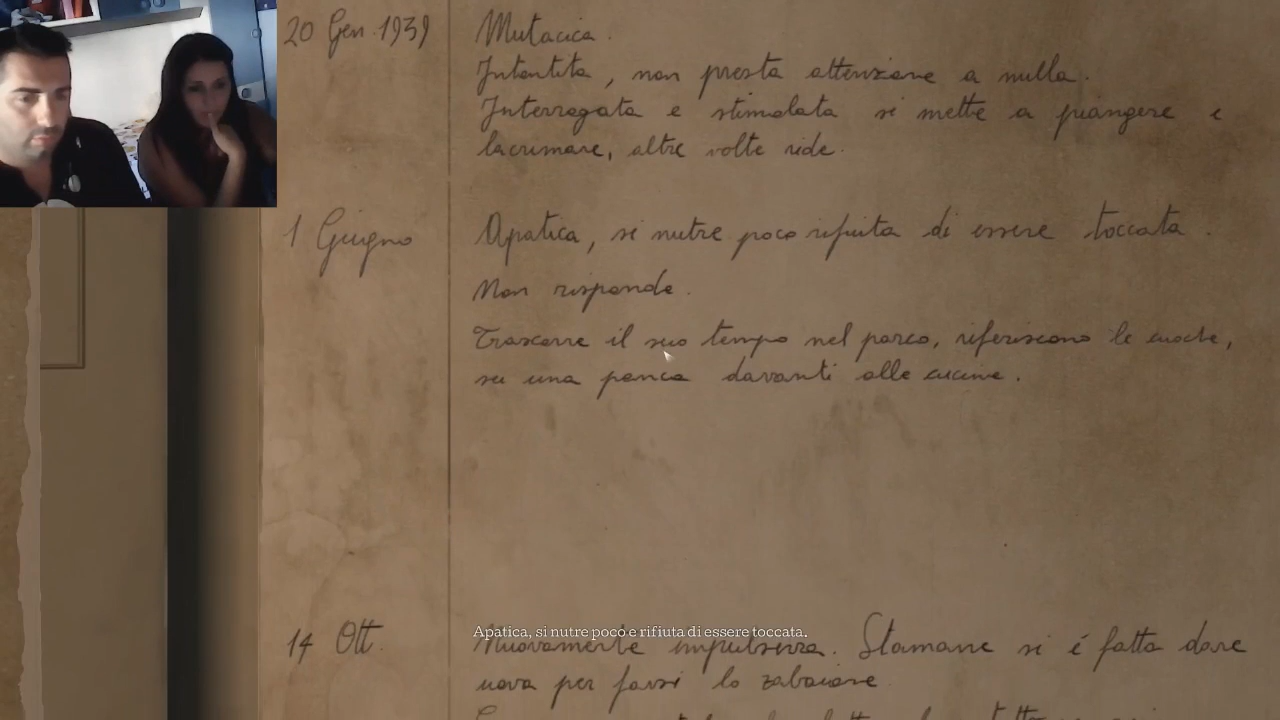 20 Gen. 1939
Mutacica.
Intontita, non presta attenzione a nulla.
Interrogata e stimolata si mette a piangere e
lacrimare, altre volte ride.
1 Giugno
Apatica, si nutre poco rifiuta di essere toccata.
Non risponde.
Trascorre il suo tempo nel parco, riferiscono le cuoche,
su una panca davanti alle cucine.
14 Ott.
Nuovamente impulsiva. Stamane si é fatta dare
uova per farsi lo zabaione
Apatica, si nutre poco e rifiuta di essere toccata.